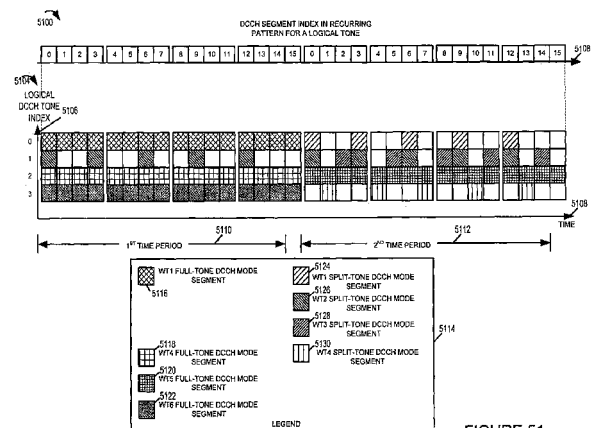 5100
DCCH SEGMENT INDEX IN RECURRING
PATTERN FOR A LOGICAL TONE
0 1 2 3 4 5 6 7 8 9 10 11 12 13 14 15 0 1 2 3 4 5 6 7 8 9 10 11 12 13 14 15
5108
5104
LOGICAL
DCCH TONE
INDEX
5106
0
1
2
3
5108
TIME
1ST TIME PERIOD
5110
2ND TIME PERIOD
5112
WT1 FULL-TONE DCCH MODE
SEGMENT
5116
5118
WT4 FULL-TONE DCCH MODE
SEGMENT
5120
WT5 FULL-TONE DCCH MODE
SEGMENT
5122
WT6 FULL-TONE DCCH MODE
SEGMENT
5124
WT1 SPLIT-TONE DCCH MODE
SEGMENT
5126
WT2 SPLIT-TONE DCCH MODE
SEGMENT
5128
WT3 SPLIT-TONE DCCH MODE
SEGMENT
5130
WT4 SPLIT-TONE DCCH MODE
SEGMENT
5114
LEGEND
FIGURE 51